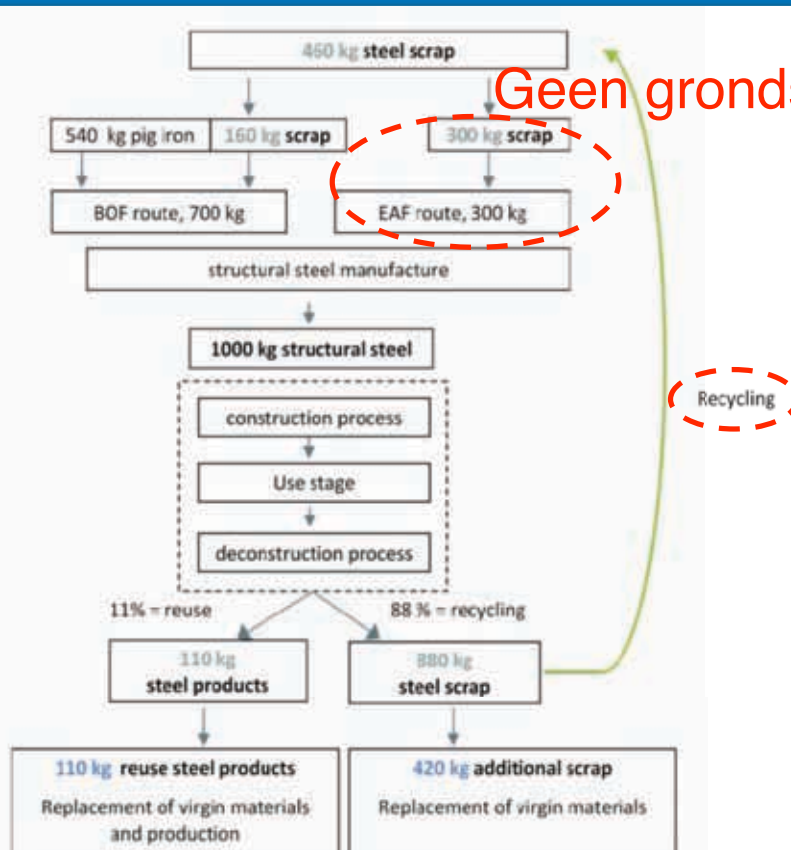 460 kg steel scrap
Geen
540 kg pig iron
160 kg scrap
300 kg scrap
BOF route, 700 kg
EAF route, 300 kg
structural steel manufacture
1000 kg structural steel
construction process
Recycling
Use stage
deconstruction process
11% = reuse
88 % = recycling
110 kg
steel products
880 kg
steel scrap
110 kg reuse steel products
Replacement of virgin materials
and production
420 kg additional scrap
Replacement of virgin materials